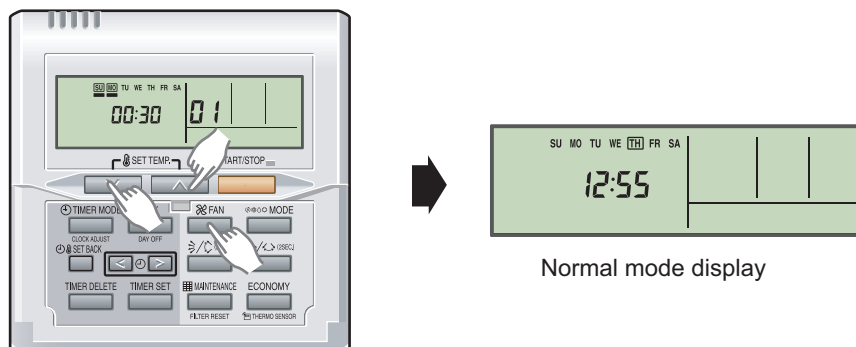 SU MO TU WE TH FR SA
00:30
01
SET TEMP.
START/STOP
TIMER MODE
CLOCK ADJUST
DAY OFF
FAN
MODE
SET BACK
(2SEC.)
TIMER DELETE
TIMER SET
MAINTENANCE
FILTER RESET
ECONOMY
THERMO SENSOR
SU MO TU WE TH FR SA
12:55
Normal mode display